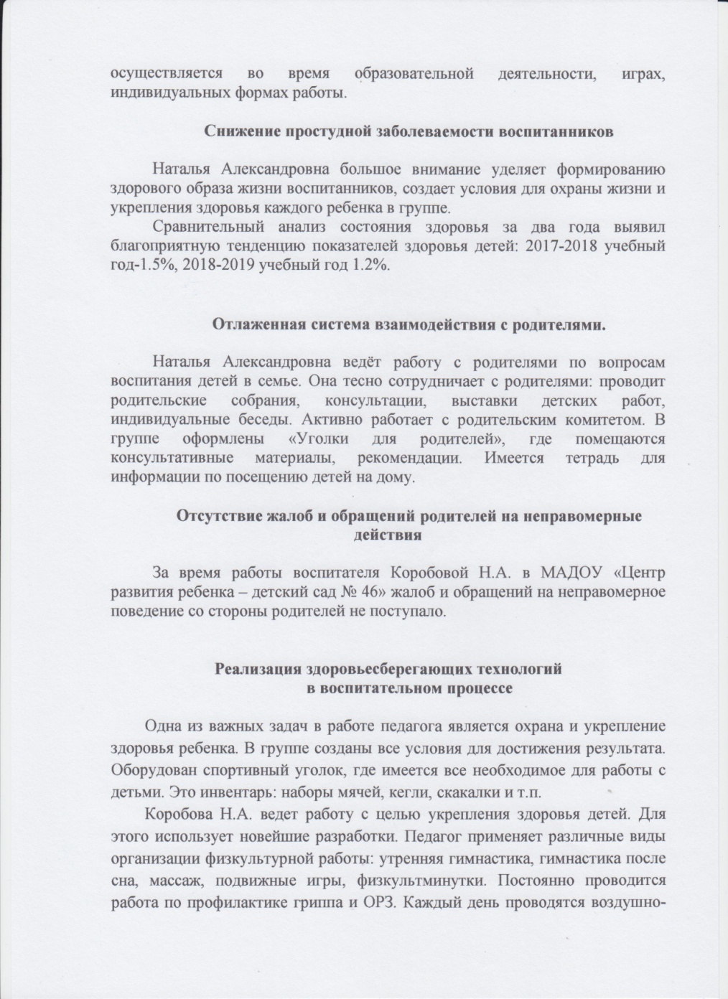 осуществляется во время образовательной деятельности, играх,
индивидуальных формах работы.
Снижение простудной заболеваемости воспитанников
Наталья Александровна большое внимание уделяет формированию
здорового образа жизни воспитанников, создает условия для охраны жизни и
укрепления здоровья каждого ребенка в группе.
Сравнительный анализ состояния здоровья за два года выявил
благоприятную тенденцию показателей здоровья детей: 2017-2018 учебный
год-1.5%, 2018-2019 учебный год 1.2%.
Отлаженная система взаимодействия с родителями.
Наталья Александровна ведёт работу с родителями по вопросам
воспитания детей в семье. Она тесно сотрудничает с родителями: проводит
родительские собрания, консультации, выставки детских работ,
индивидуальные беседы. Активно работает с родительским комитетом. В
группе оформлены «Уголки для родителей», где помещаются
консультативные материалы, рекомендации. Имеется тетрадь для
информации по посещению детей на дому.
Отсутствие жалоб и обращений родителей на неправомерные
действия
За время работы воспитателя Коробовой Н.А. в МАДОУ «Центр
развития ребенка – детский сад № 46» жалоб и обращений на неправомерное
поведение со стороны родителей не поступало.
Реализация здоровьесберегающих технологий
в воспитательном процессе
Одна из важных задач в работе педагога является охрана и укрепление
здоровья ребенка. В группе созданы все условия для достижения результата.
Оборудован спортивный уголок, где имеется все необходимое для работы с
детьми. Это инвентарь: наборы мячей, кегли, скакалки и т.п.
Коробова Н.А. ведет работу с целью укрепления здоровья детей. Для
этого использует новейшие разработки. Педагог применяет различные виды
организации физкультурной работы: утренняя гимнастика, гимнастика после
сна, массаж, подвижные игры, физкультминутки. Постоянно проводится
работа по профилактике гриппа и ОРЗ. Каждый день проводятся воздушно-